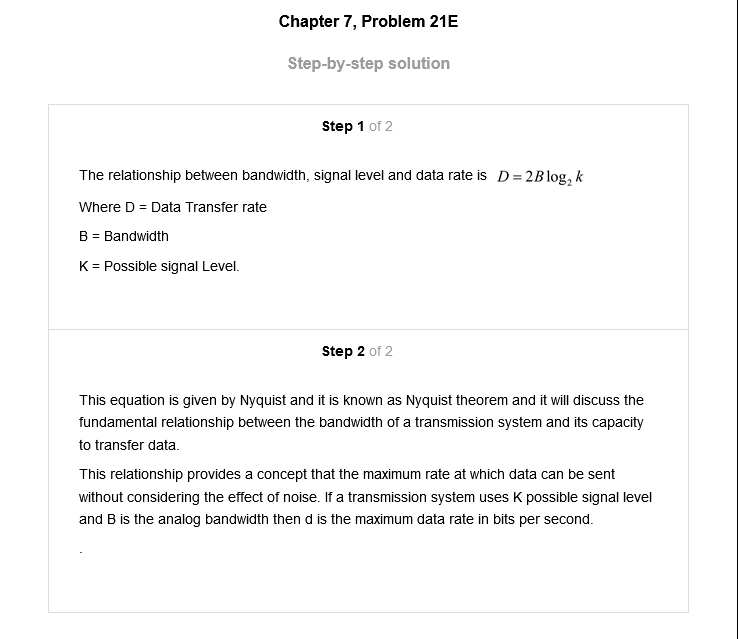 Chapter 7, Problem 21E
Step-by-step solution
Step 1 of 2
The relationship between bandwidth, signal level and data rate is D = 2B log₂ k
Where D = Data Transfer rate
B = Bandwidth
K = Possible signal Level.
Step 2 of 2
This equation is given by Nyquist and it is known as Nyquist theorem and it will discuss the
fundamental relationship between the bandwidth of a transmission system and its capacity
to transfer data.
This relationship provides a concept that the maximum rate at which data can be sent
without considering the effect of noise. If a transmission system uses K possible signal level
and B is the analog bandwidth then d is the maximum data rate in bits per second.
.